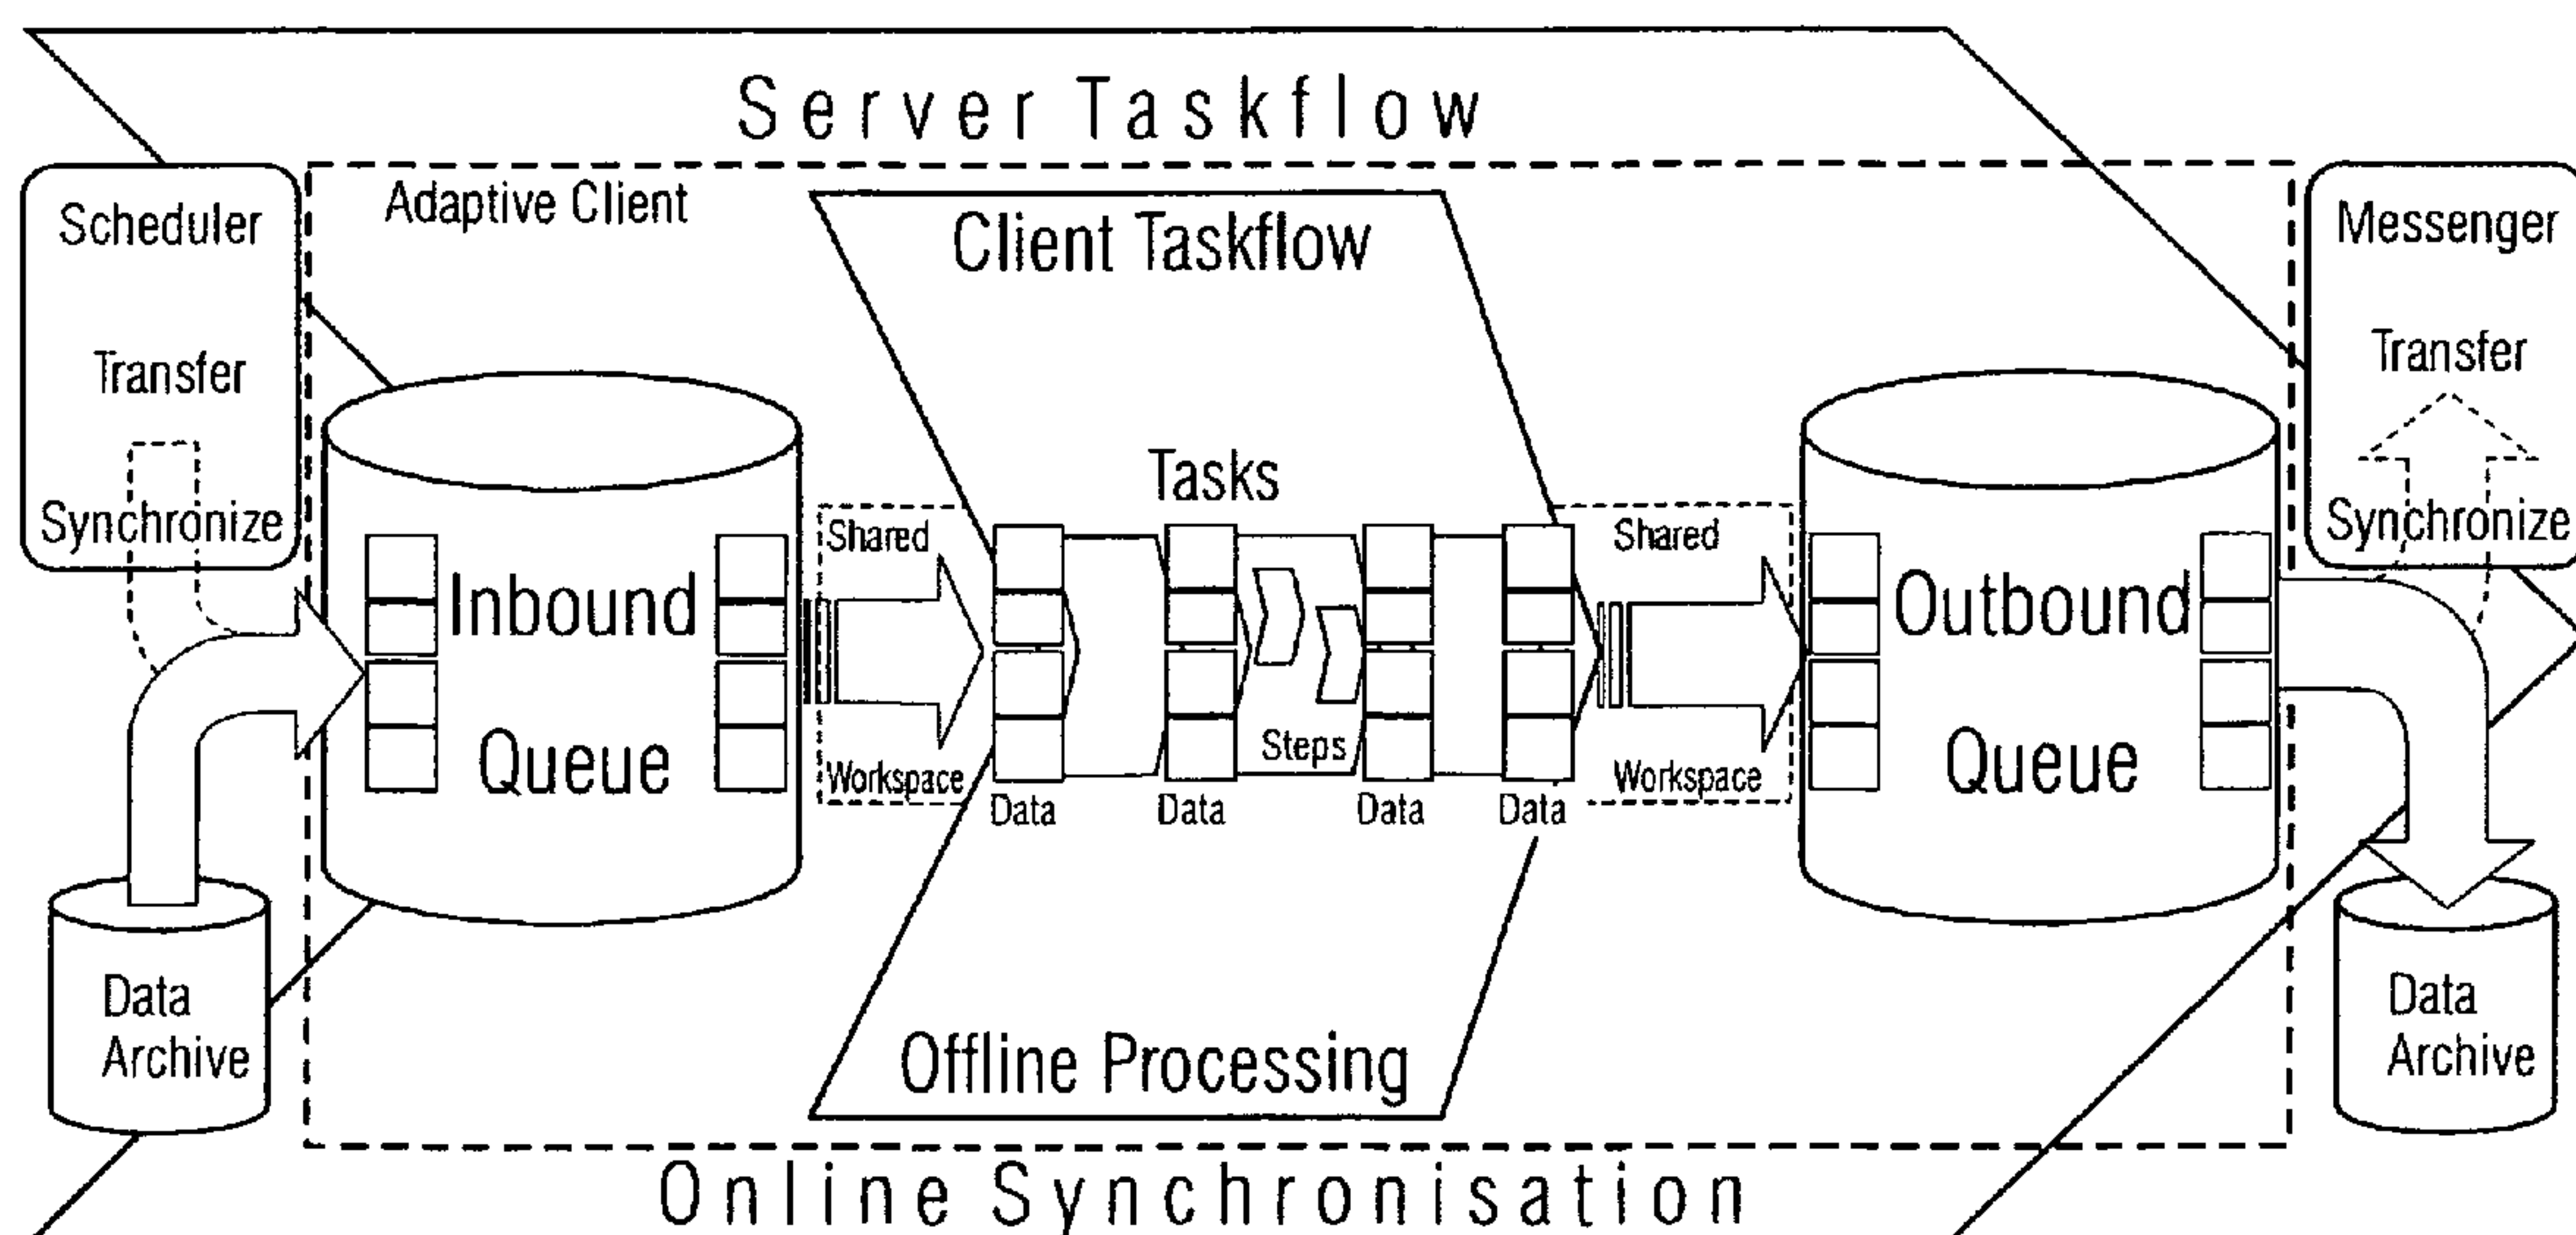 Server Taskflow
Scheduler
Transfer
Synchronize
Adaptive Client
Client Taskflow
Messenger
Transfer
Synchronize
Tasks
Inbound
Queue
Shared
Workspace
Steps
Data
Data
Data
Data
Shared
Workspace
Outbound
Queue
Data
Archive
Offline Processing
Data
Archive
Online Synchronisation